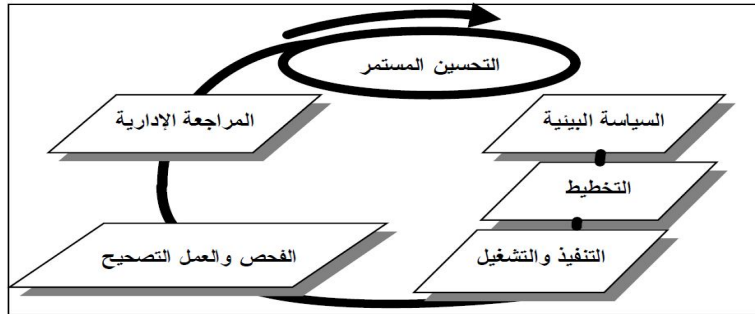 التحسين المستمر
السياسة البيئية
التخطيط
التنفيذ والتشغيل
الفحص والعمل التصحيح
المراجعة الإدارية